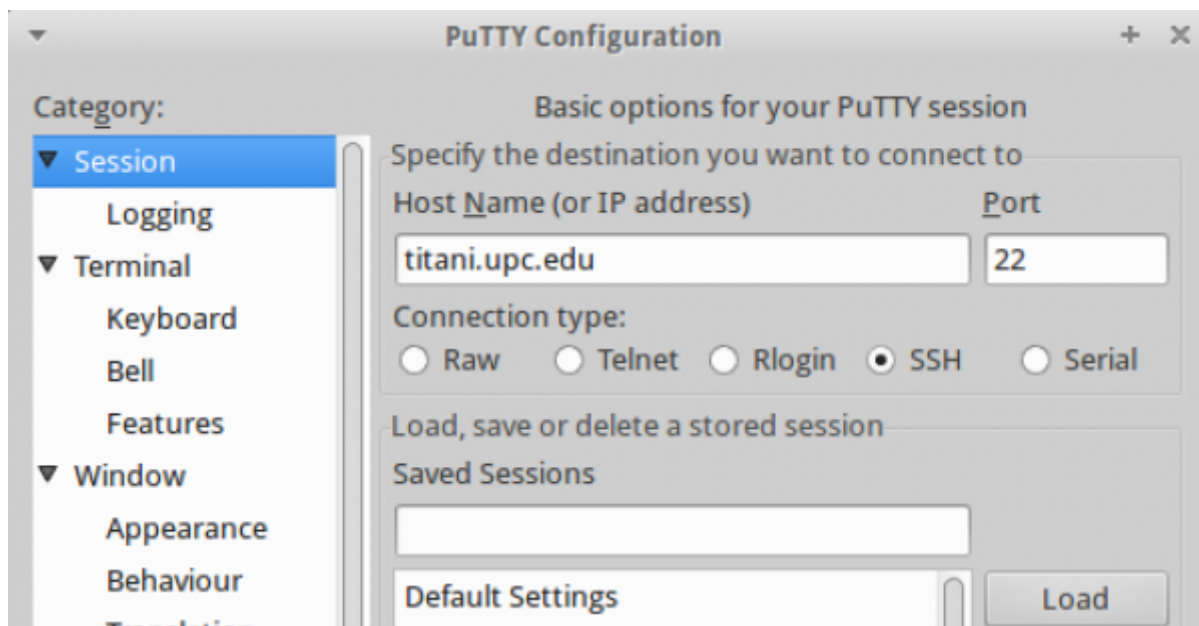 PuTTY Configuration
Category:
Session
Logging
Terminal
Keyboard
Bell
Features
Window
Appearance
Behaviour
Basic options for your PuTTY session
Specify the destination you want to connect to
Host Name (or IP address) Port
titani.upc.edu 22
Connection type:
Raw Telnet Rlogin SSH Serial
Load, save or delete a stored session
Saved Sessions
Default Settings Load